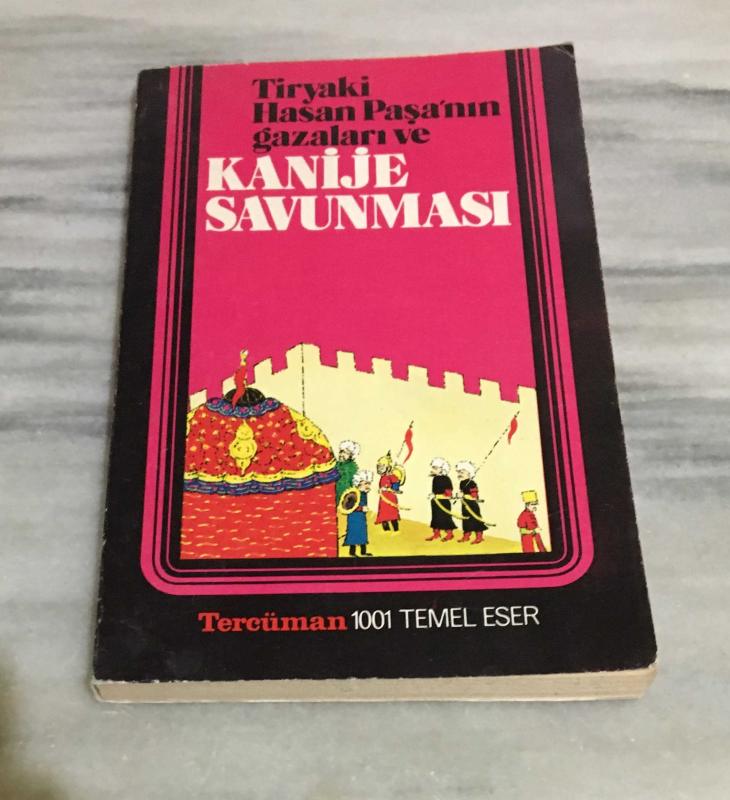 Tiryaki
Hasan Paşa'nın
gazaları ve
KANİJE
SAVUNMASI
Tercüman 1001 TEMEL ESER